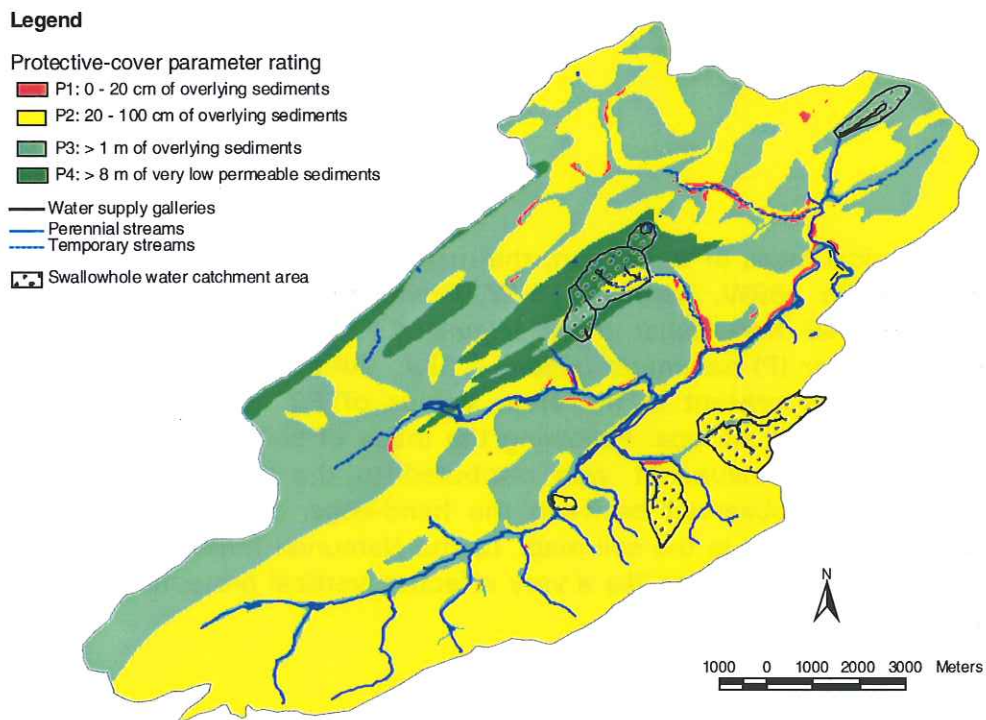 Legend
Protective-cover parameter rating
P1: 0 - 20 cm of overlying sediments
P2: 20 - 100 cm of overlying sediments
P3: > 1 m of overlying sediments
P4: > 8 m of very low permeable sediments
Water supply galleries
Perennial streams
Temporary streams
Swallowhole water catchment area
N
1000 0 1000 2000 3000 Meters